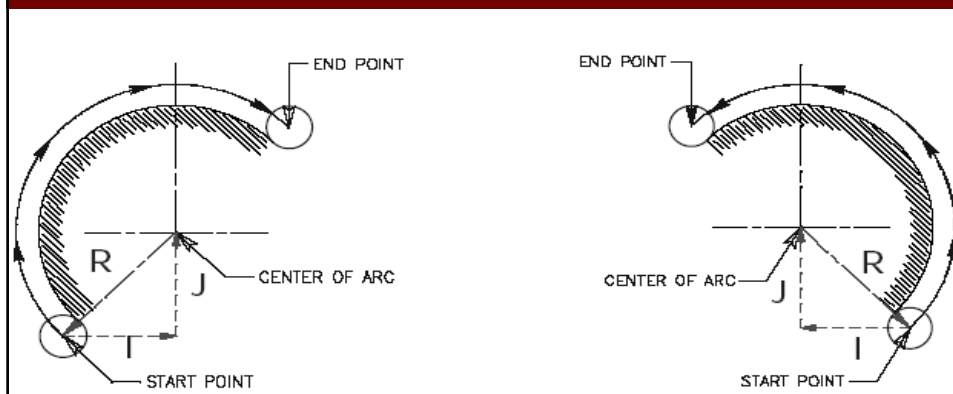 END POINT
END POINT
R
J
CENTER OF ARC
CENTER OF ARC
J
R
I
I
START POINT
START POINT